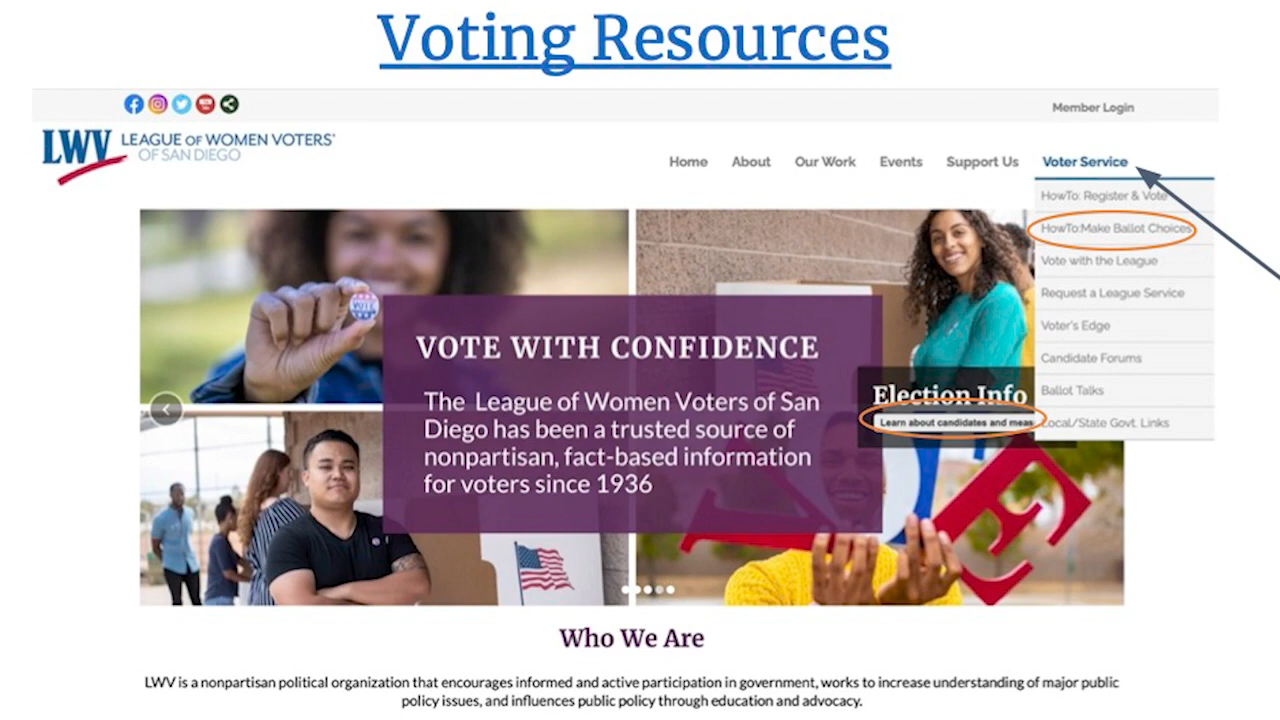 Voting Resources
Member Login
LWV LEAGUE OF WOMEN VOTERS®
OF SAN DIEGO
Home About Our Work Events Support Us Voter Service
HowTo: Register & Vote
HowTo:Make Ballot Choices
Vote with the League
Request a League Service
Voter's Edge
Candidate Forums
Ballot Talks
Local/State Govt. Links
VOTE
VOTE WITH CONFIDENCE
The League of Women Voters of San
Diego has been a trusted source of
nonpartisan, fact-based information
for voters since 1936
Election Info
Learn about candidates and meas
Who We Are
LWV is a nonpartisan political organization that encourages informed and active participation in government, works to increase understanding of major public
policy issues, and influences public policy through education and advocacy.